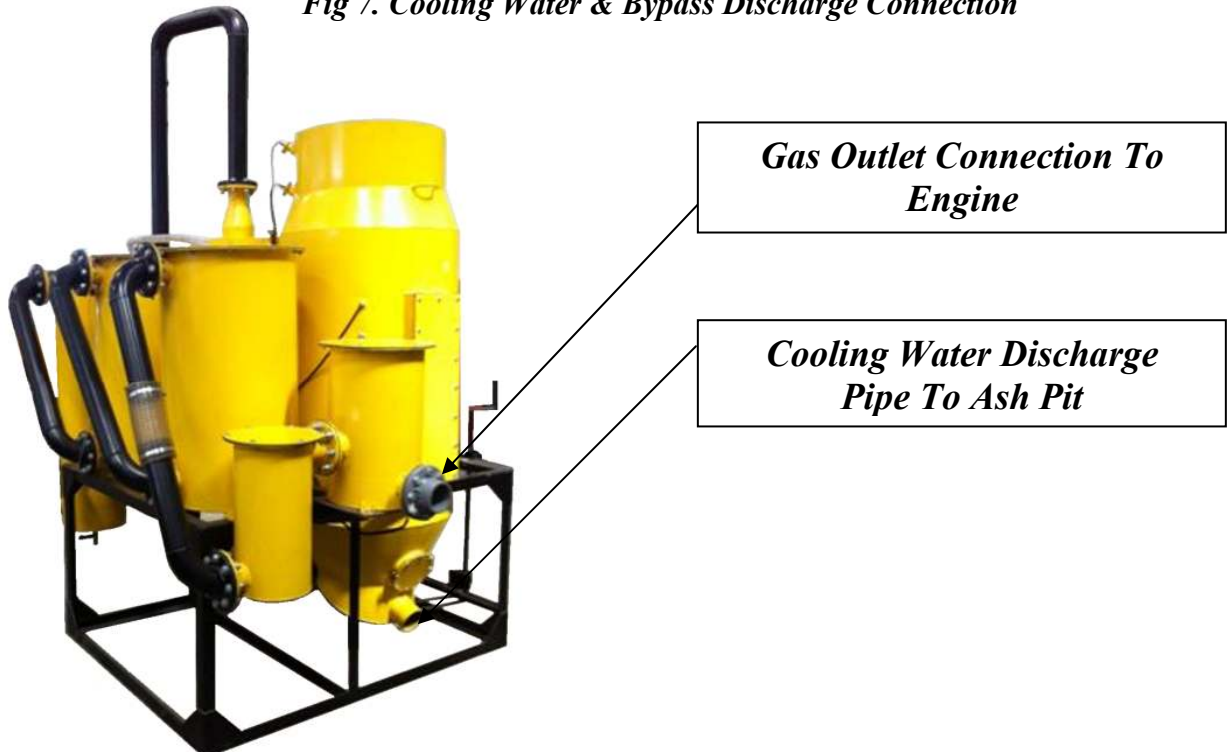 Fig 7. Cooling Water & Bypass Discharge Connection
Gas Outlet Connection To
Engine
Cooling Water Discharge
Pipe To Ash Pit